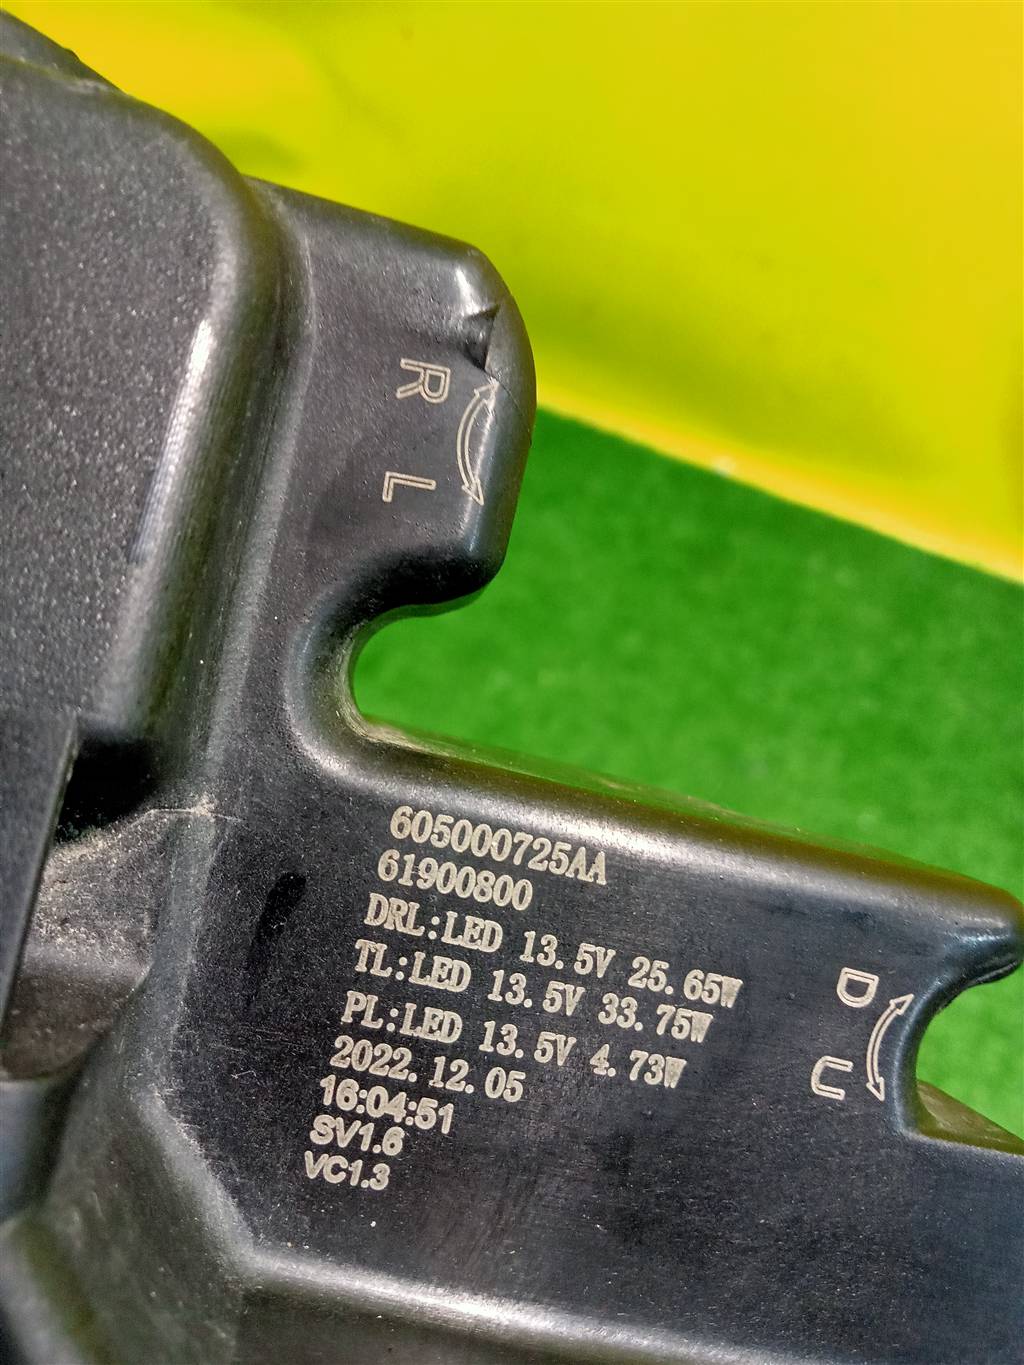 R
L
605000725AA
61900800
DRL:LED 13.5V 25.65W
TL:LED 13.5V 33.75W
PL:LED 13.5V 4.73W
2022.12.05
16:04:51
SV1.6
VC1.3
D
U